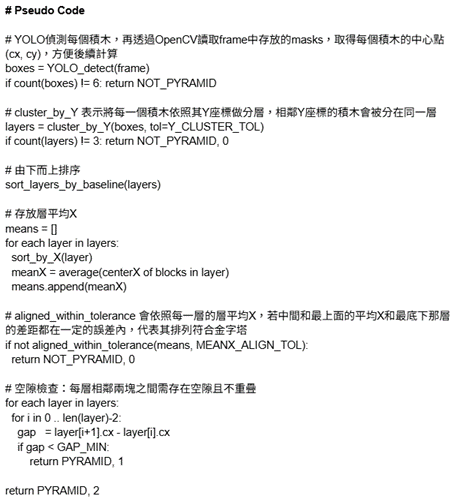 # Pseudo Code
# YOLO偵測每個積木，再透過OpenCV讀取frame中存放的masks，取得每個積木的中心點
(cx, cy)，方便後續計算
boxes = YOLO_detect(frame)
if count(boxes) != 6: return NOT_PYRAMID
# cluster_by_Y 表示將每一個積木依照其Y座標做分層，相鄰Y座標的積木會被分在同一層
layers = cluster_by_Y(boxes, tol=Y_CLUSTER_TOL)
if count(layers) != 3: return NOT_PYRAMID, 0
# 由下而上排序
sort_layers_by_baseline(layers)
# 存放層平均X
means = []
for each layer in layers:
  sort_by_X(layer)
  meanX = average(centerX of blocks in layer)
  means.append(meanX)
# aligned_within_tolerance 會依照每一層的層平均X，若中間和最上面的平均X和最底下那層
的差距都在一定的誤差內，代表其排列符合金字塔
if not aligned_within_tolerance(means, MEANX_ALIGN_TOL):
  return NOT_PYRAMID, 0
# 空隙檢查：每層相鄰兩塊之間需存在空隙且不重疊
for each layer in layers:
  for i in 0 .. len(layer)-2:
    gap   = layer[i+1].cx - layer[i].cx
    if gap < GAP_MIN:
       return PYRAMID, 1
return PYRAMID, 2